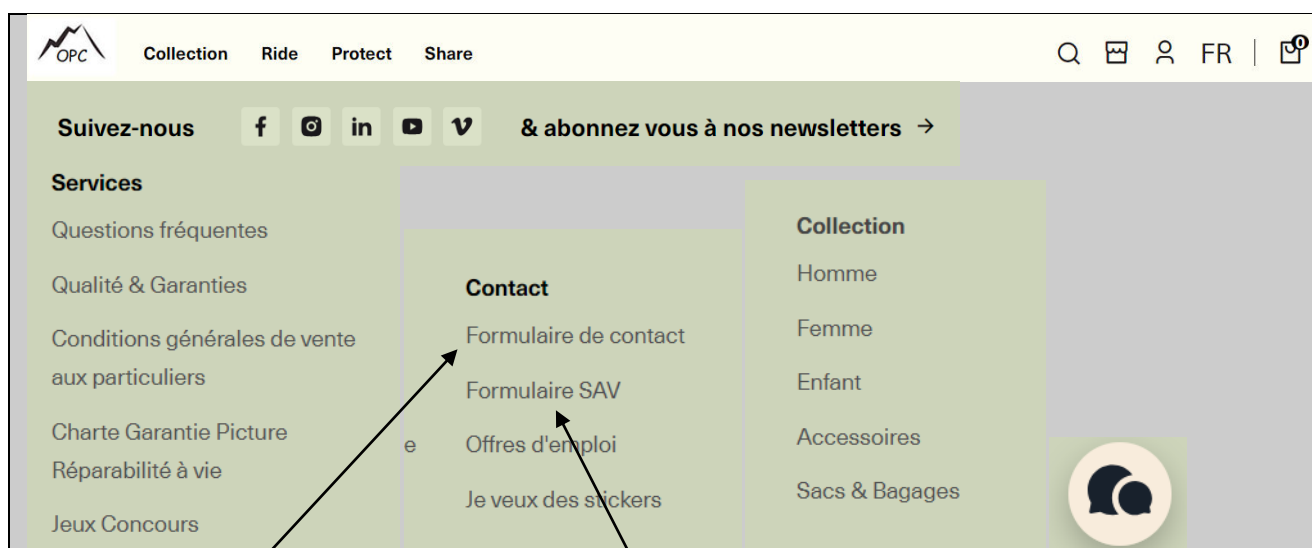 OPC
Collection Ride Protect Share
FR
0
Suivez-nous
& abonnez vous à nos newsletters →
Services
Questions fréquentes
Qualité & Garanties
Conditions générales de vente
aux particuliers
Charte Garantie Picture
Réparabilité à vie
Jeux Concours
e
Contact
Formulaire de contact
Formulaire SAV
Offres d'emploi
Je veux des stickers
Collection
Homme
Femme
Enfant
Accessoires
Sacs & Bagages